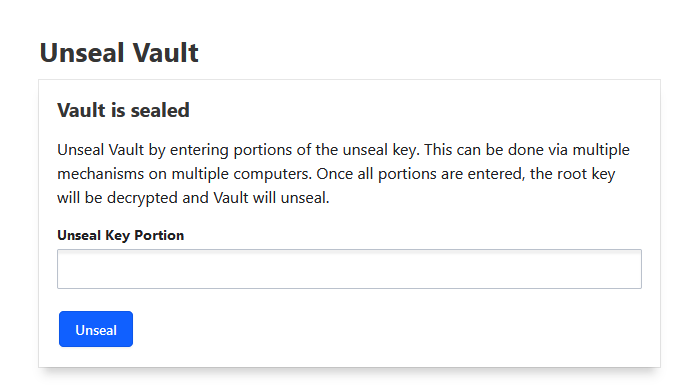 Unseal Vault
Vault is sealed
Unseal Vault by entering portions of the unseal key. This can be done via multiple
mechanisms on multiple computers. Once all portions are entered, the root key
will be decrypted and Vault will unseal.
Unseal Key Portion
Unseal